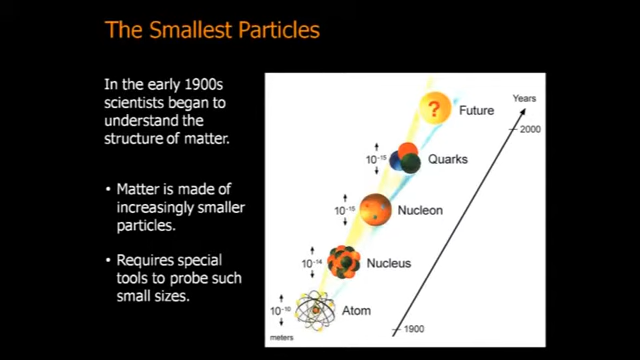 The Smallest Particles
In the early 1900s
scientists began to
understand the
structure of matter.
• Matter is made of
increasingly smaller
particles.
• Requires special
tools to probe such
small sizes.
Years
2000
?
Future
10-15
Quarks
10-15
Nucleon
10-14
Nucleus
10-10
Atom
1900
meters